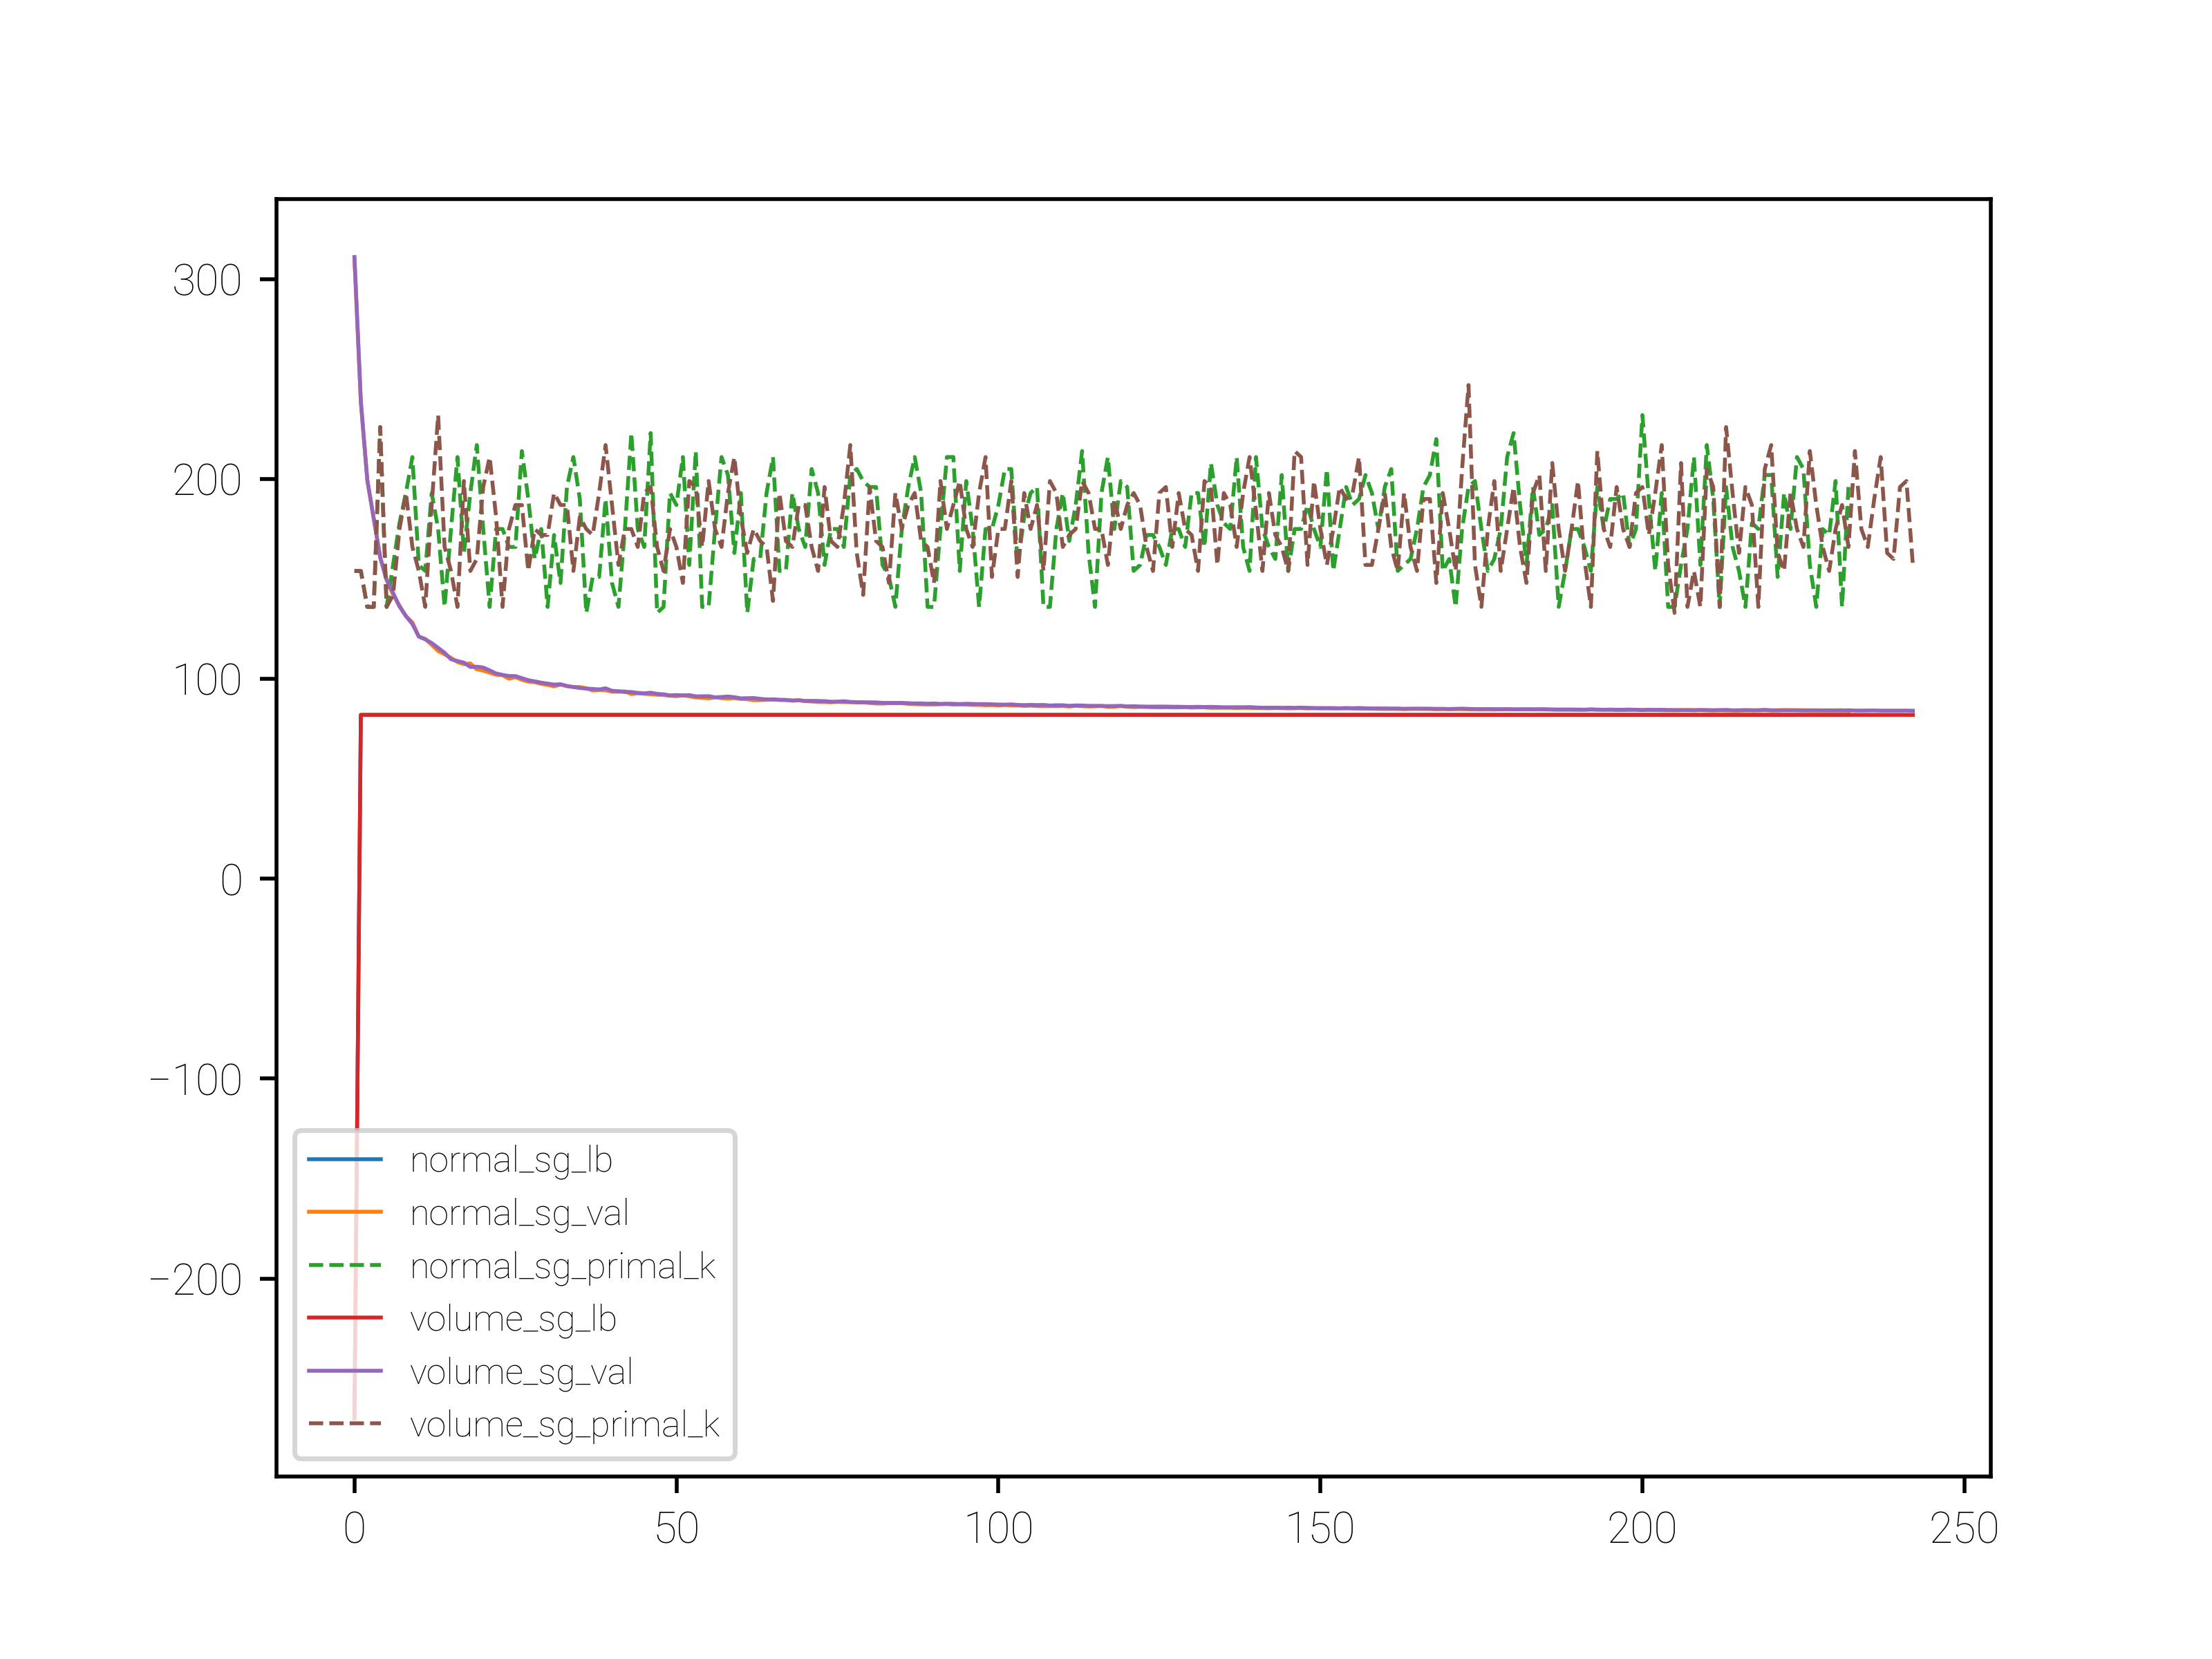 300
200
100
0
−100
−200
normal_sg_lb
normal_sg_val
normal_sg_primal_k
volume_sg_lb
volume_sg_val
volume_sg_primal_k
0 50 100 150 200 250